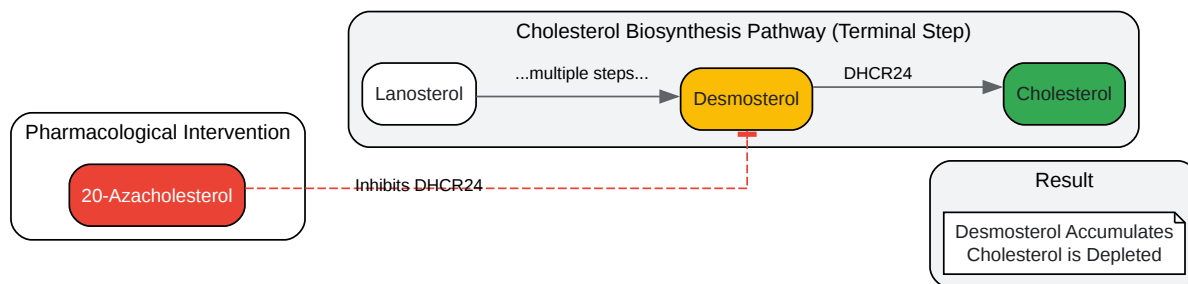 Cholesterol Biosynthesis Pathway (Terminal Step)
Lanosterol
...multiple steps...
Desmosterol
DHCR24
Cholesterol
Pharmacological Intervention
20-Azacholesterol
Inhibits DHCR24
Result
Desmosterol Accumulates
Cholesterol is Depleted